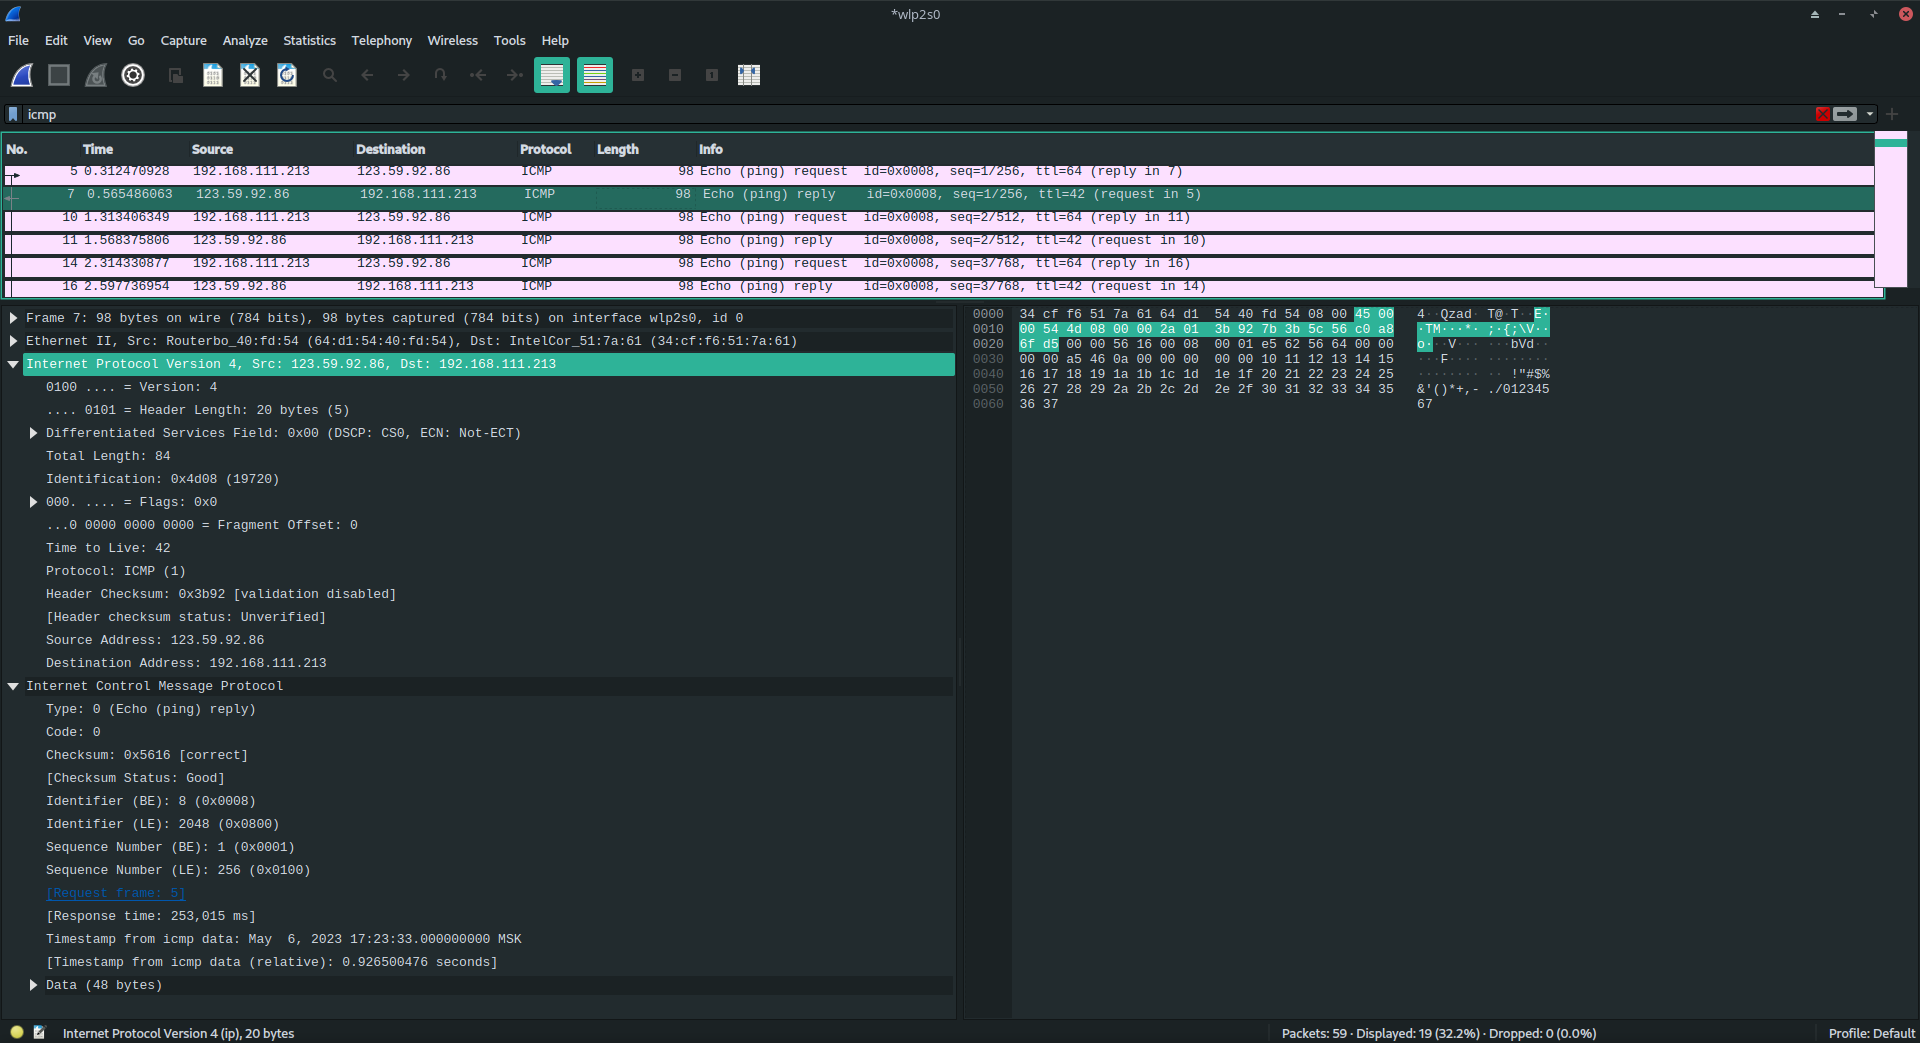 *wlp2s0
File Edit View Go Capture Analyze Statistics Telephony Wireless Tools Help
icmp
No. Time Source Destination Protocol Length Info
5 0.312470928 192.168.111.213 123.59.92.86 ICMP 98 Echo (ping) request id=0x0008, seq=1/256, ttl=64 (reply in 7)
7 0.565486063 123.59.92.86 192.168.111.213 ICMP 98 Echo (ping) reply id=0x0008, seq=1/256, ttl=42 (request in 5)
10 1.313406349 192.168.111.213 123.59.92.86 ICMP 98 Echo (ping) request id=0x0008, seq=2/512, ttl=64 (reply in 11)
11 1.568375806 123.59.92.86 192.168.111.213 ICMP 98 Echo (ping) reply id=0x0008, seq=2/512, ttl=42 (request in 10)
14 2.314330877 192.168.111.213 123.59.92.86 ICMP 98 Echo (ping) request id=0x0008, seq=3/768, ttl=64 (reply in 16)
16 2.597736954 123.59.92.86 192.168.111.213 ICMP 98 Echo (ping) reply id=0x0008, seq=3/768, ttl=42 (request in 14)
Frame 7: 98 bytes on wire (784 bits), 98 bytes captured (784 bits) on interface wlp2s0, id 0
Ethernet II, Src: Routerbo_40:fd:54 (64:d1:54:40:fd:54), Dst: IntelCor_51:7a:61 (34:cf:f6:51:7a:61)
Internet Protocol Version 4, Src: 123.59.92.86, Dst: 192.168.111.213
0100 .... = Version: 4
.... 0101 = Header Length: 20 bytes (5)
Differentiated Services Field: 0x00 (DSCP: CS0, ECN: Not-ECT)
Total Length: 84
Identification: 0x4d08 (19720)
000. .... = Flags: 0x0
...0 0000 0000 0000 = Fragment Offset: 0
Time to Live: 42
Protocol: ICMP (1)
Header Checksum: 0x3b92 [validation disabled]
[Header checksum status: Unverified]
Source Address: 123.59.92.86
Destination Address: 192.168.111.213
Internet Control Message Protocol
Type: 0 (Echo (ping) reply)
Code: 0
Checksum: 0x5616 [correct]
[Checksum Status: Good]
Identifier (BE): 8 (0x0008)
Identifier (LE): 2048 (0x0800)
Sequence Number (BE): 1 (0x0001)
Sequence Number (LE): 256 (0x0100)
[Request frame: 5]
[Response time: 253,015 ms]
Timestamp from icmp data: May  6, 2023 17:23:33.000000000 MSK
[Timestamp from icmp data (relative): 0.926500476 seconds]
Data (48 bytes)
0000 34 cf f6 51 7a 61 64 d1 54 40 fd 54 08 00 45 00 4··Qzad· T@·T··E·
0010 00 54 4d 08 00 00 2a 01 3b 92 7b 3b 5c 56 c0 a8 ·TM···*· ;·{;\V··
0020 6f d5 00 00 56 16 00 08 00 01 e5 62 56 64 00 00 o···V··· ···bVd··
0030 00 00 a5 46 0a 00 00 00 00 00 10 11 12 13 14 15 ···F···· ········
0040 16 17 18 19 1a 1b 1c 1d 1e 1f 20 21 22 23 24 25 ········ ·· !"#$%
0050 26 27 28 29 2a 2b 2c 2d 2e 2f 30 31 32 33 34 35 &'()*+,- ./012345
0060 36 37 67
Internet Protocol Version 4 (ip), 20 bytes
Packets: 59 · Displayed: 19 (32.2%) · Dropped: 0 (0.0%)
Profile: Default